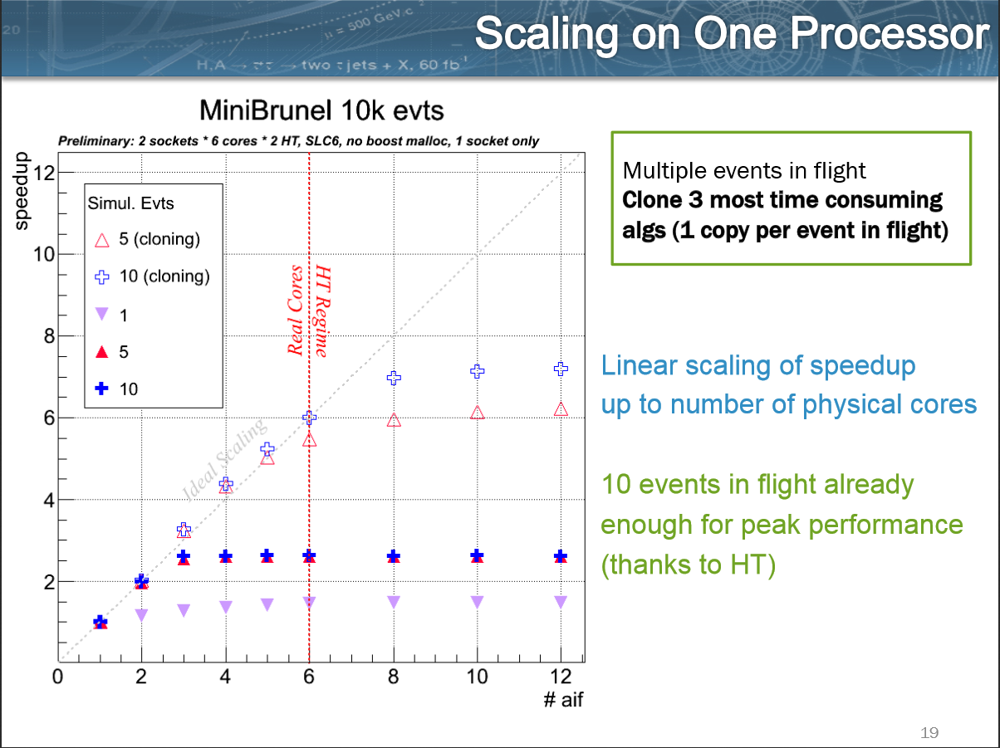 20
μ = 500 GeV.c⁻²
H,A → ττ → two τ jets + X, 60 fb⁻¹
Scaling on One Processor
MiniBrunel 10k evts
Preliminary: 2 sockets * 6 cores * 2 HT, SLC6, no boost malloc, 1 socket only
speedup
12
10
8
6
4
2
Simul. Evts
5 (cloning)
10 (cloning)
1
5
10
Real Cores
HT Regime
Ideal Scaling
0 2 4 6 8 10 12
# aif
Multiple events in flight
Clone 3 most time consuming
algs (1 copy per event in flight)
Linear scaling of speedup
up to number of physical cores
10 events in flight already
enough for peak performance
(thanks to HT)
19